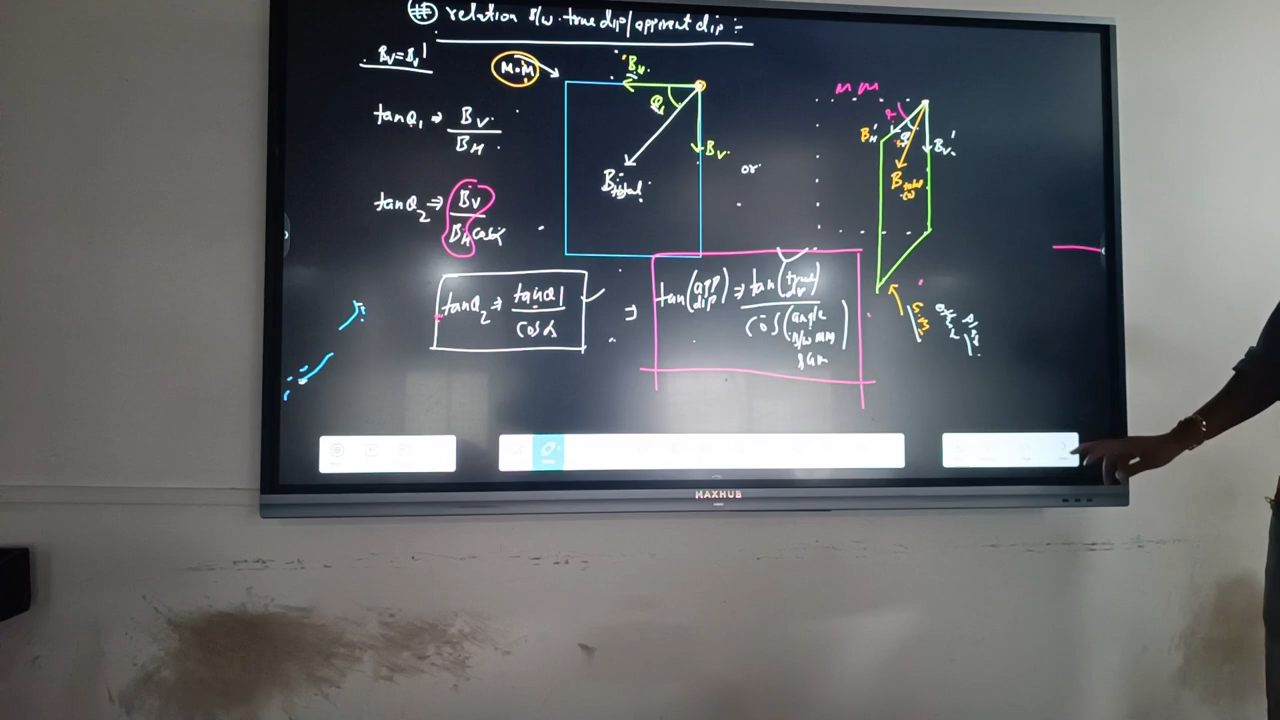 relation b/w true dip/apparent dip :-
Bv = Bv'
M.M
BH
tanθ1 ⇒ Bv / BH
θ1
Bv
Btotal
or
tanθ2 ⇒ Bv / BH cosα
MM
α
BH'
Bv'
Btotal
tanθ2 ⇒ tanθ1 / cosα
⇒
tan(app dip) ⇒ tan(true dip) / cos(angle b/w MM &
MAXHUB